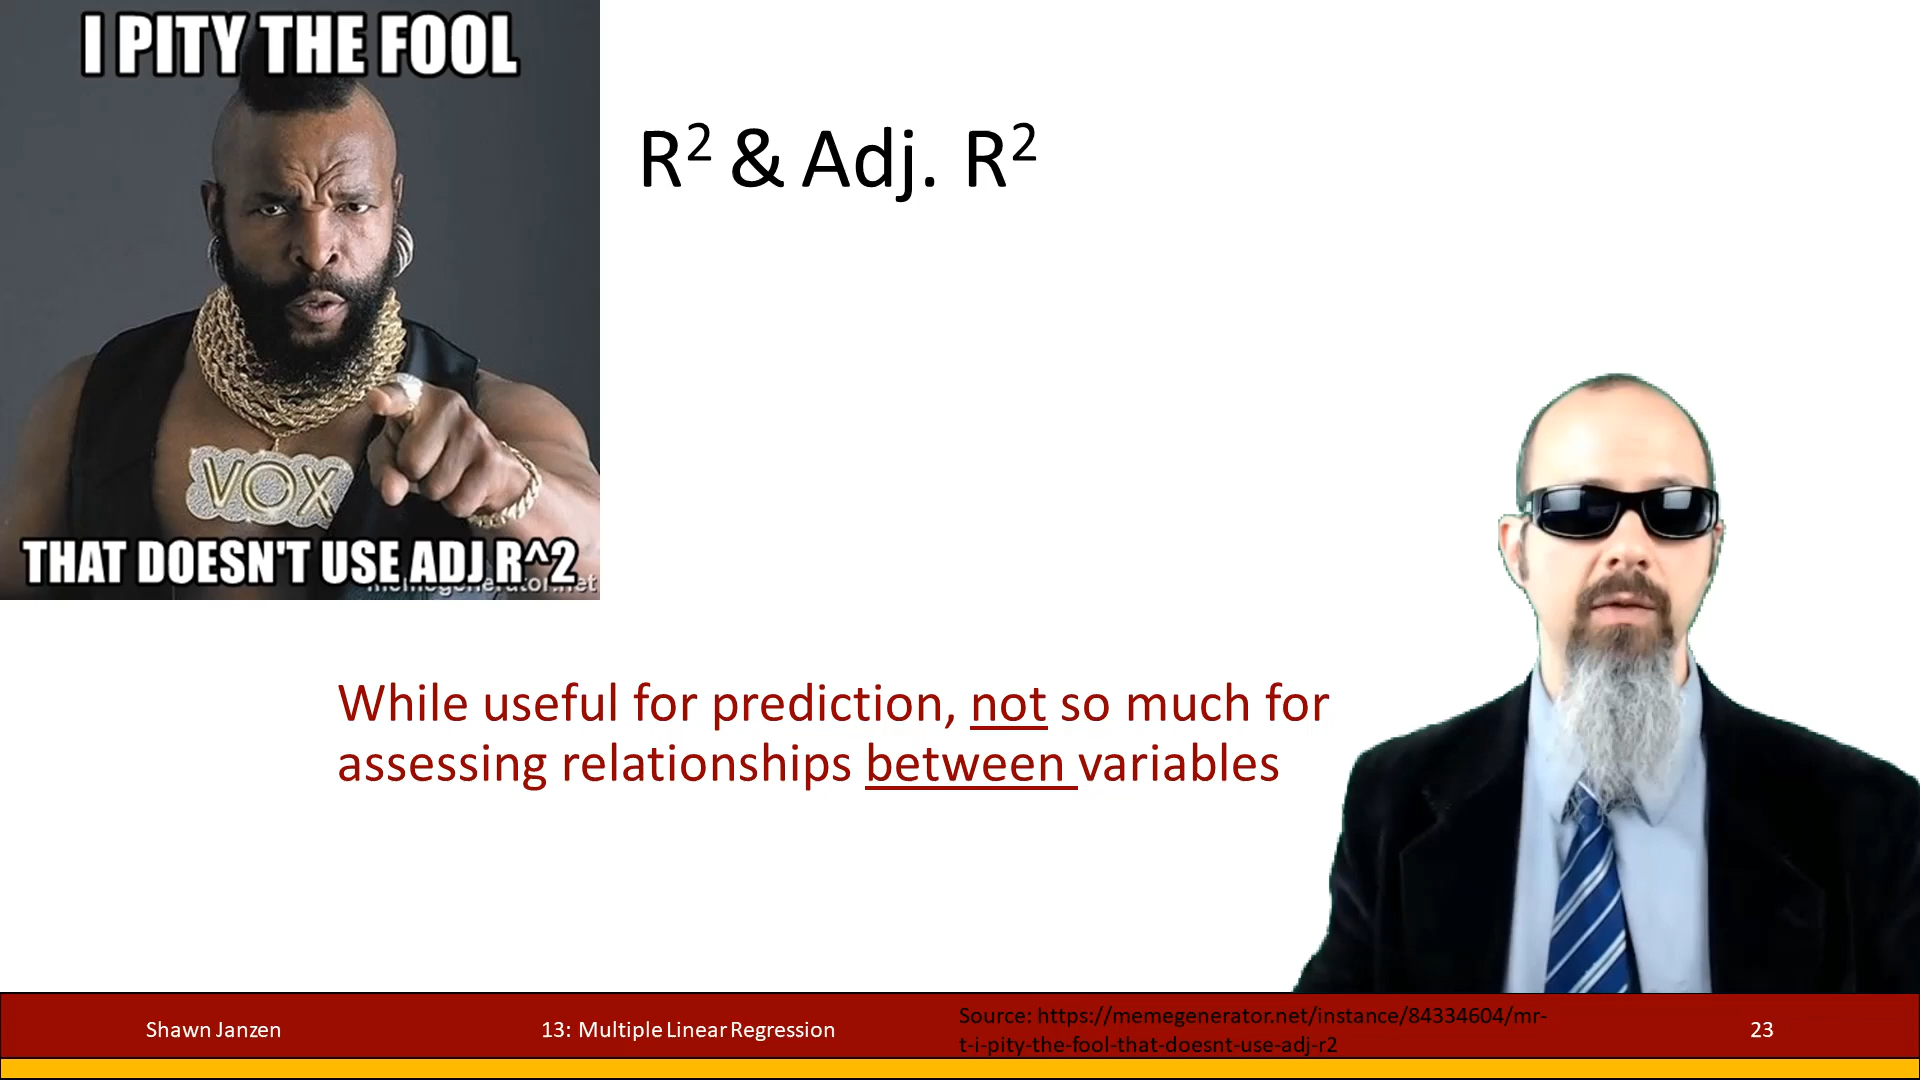 I PITY THE FOOL
R² & Adj. R²
VOX
THAT DOESN'T USE ADJ R^2
memegenerator.net
While useful for prediction, not so much for
assessing relationships between variables
Shawn Janzen
13: Multiple Linear Regression
Source: https://memegenerator.net/instance/84334604/mr-
t-i-pity-the-fool-that-doesnt-use-adj-r2
23